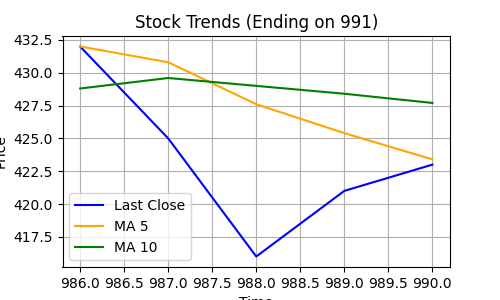 Stock Trends (Ending on 991)
432.5
430.0
427.5
425.0
422.5
420.0
417.5
Price
Last Close
MA 5
MA 10
986.0 986.5 987.0 987.5 988.0 988.5 989.0 989.5 990.0
Time